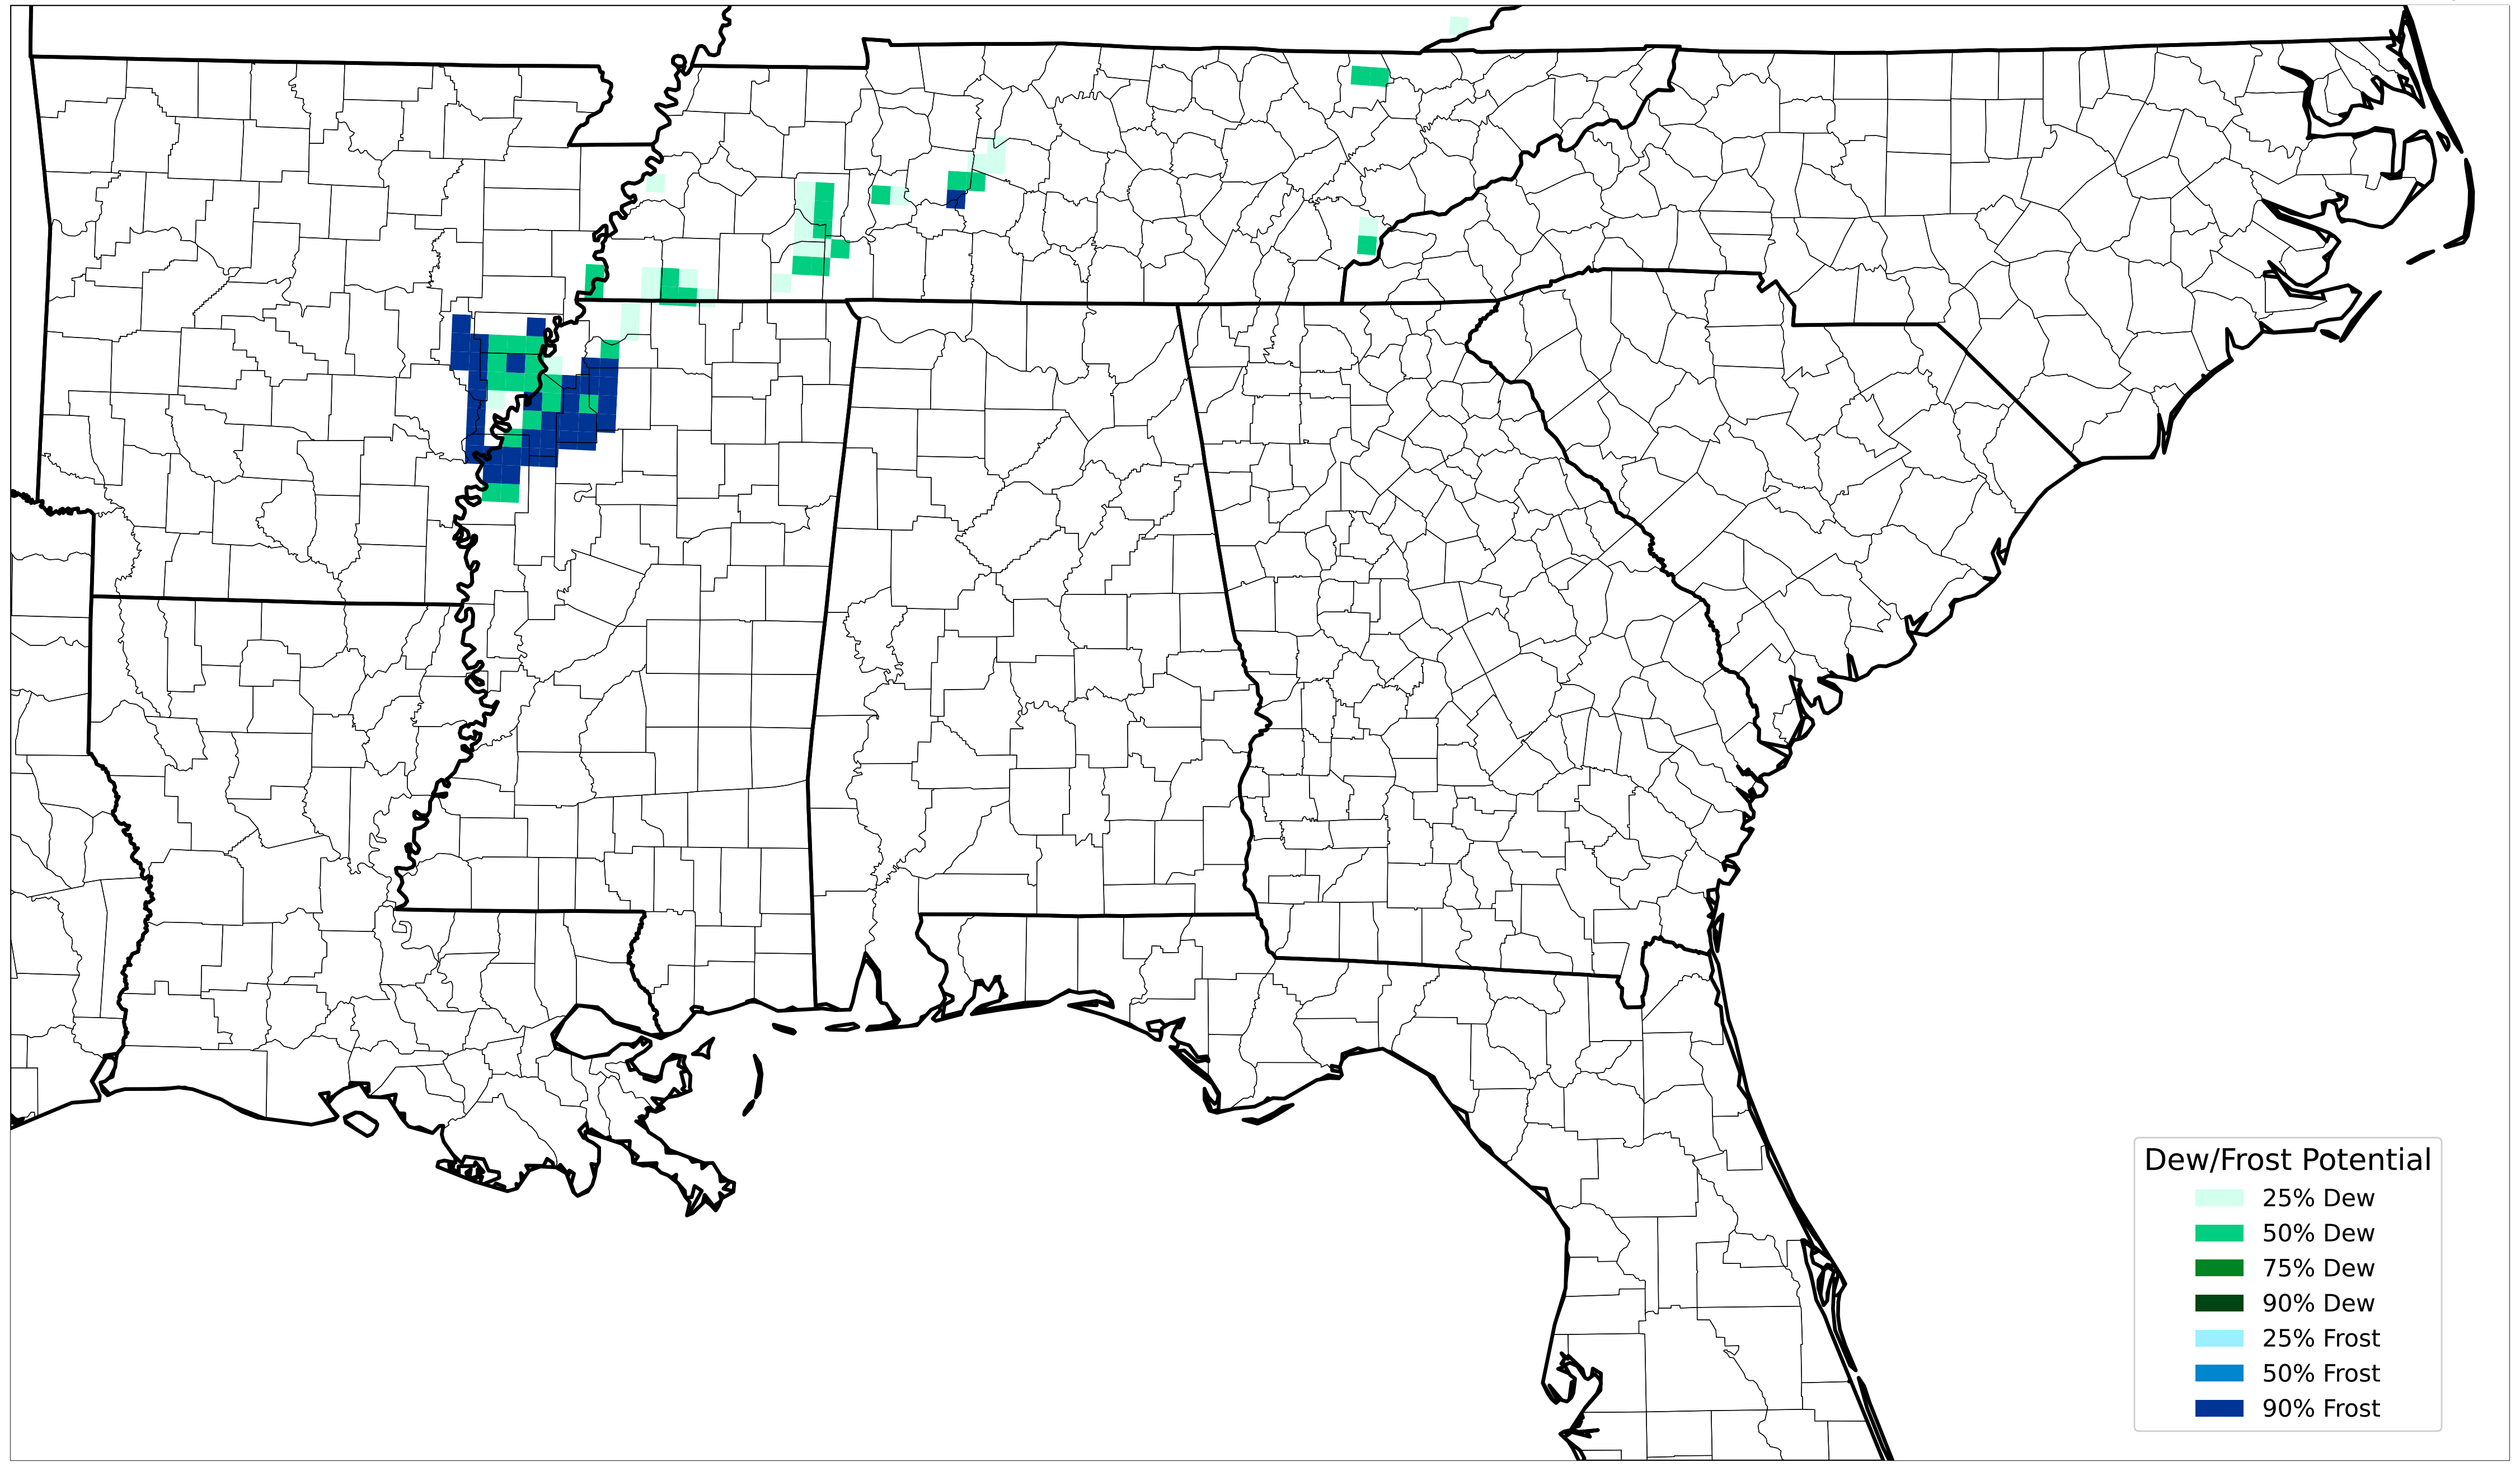 Dew/Frost Potential
25% Dew
50% Dew
75% Dew
90% Dew
25% Frost
50% Frost
90% Frost